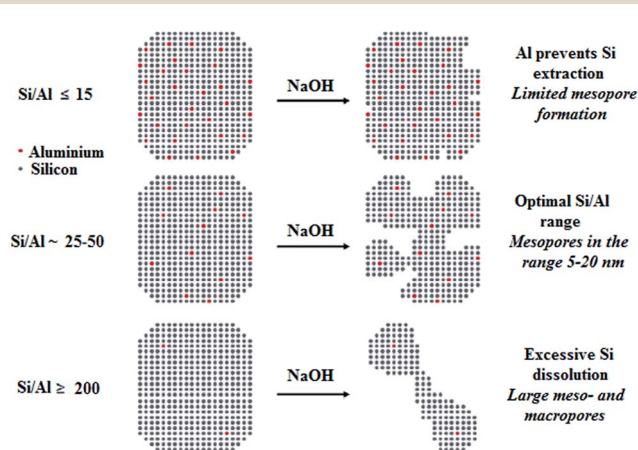 Si/Al ≤ 15
NaOH
Al prevents Si
extraction
Limited mesopore
formation
• Aluminium
• Silicon
Si/Al ~ 25-50
NaOH
Optimal Si/Al
range
Mesopores in the
range 5-20 nm
Si/Al ≥ 200
NaOH
Excessive Si
dissolution
Large meso- and
macropores